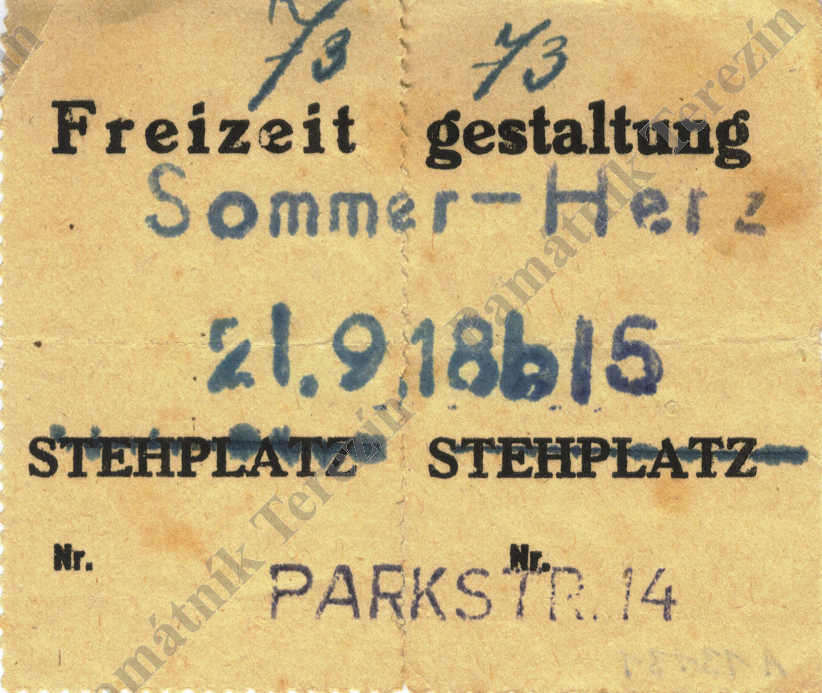 73 73
Freizeit gestaltung
Sommer-Herz
21.9.18h15
STEHPLATZ STEHPLATZ
Nr. Nr.
PARKSTR. 14
Památník Terezín